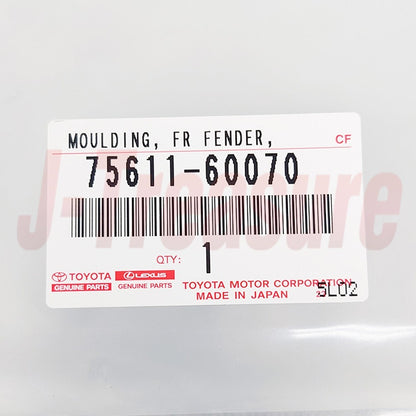 MOULDING, FR FENDER,
CF
75611-60070
J-Treasure
QTY: 1
TOYOTA
GENUINE PARTS
LEXUS
GENUINE PARTS
TOYOTA MOTOR CORPORATION
MADE IN JAPAN
5L02